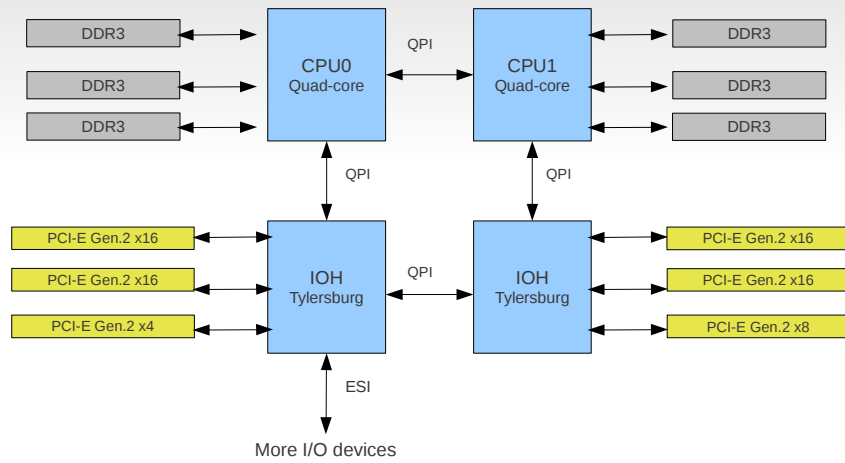 DDR3
DDR3
DDR3
CPU0
Quad-core
QPI
CPU1
Quad-core
DDR3
DDR3
DDR3
QPI
QPI
PCI-E Gen.2 x16
PCI-E Gen.2 x16
PCI-E Gen.2 x4
IOH
Tylersburg
QPI
IOH
Tylersburg
PCI-E Gen.2 x16
PCI-E Gen.2 x16
PCI-E Gen.2 x8
ESI
More I/O devices